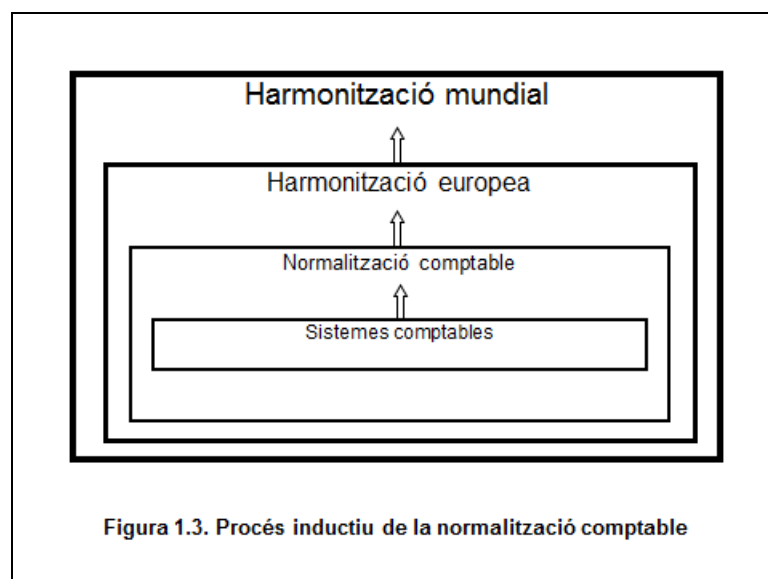 Harmonització mundial
Harmonització europea
Normalització comptable
Sistemes comptables
Figura 1.3. Procés inductiu de la normalització comptable